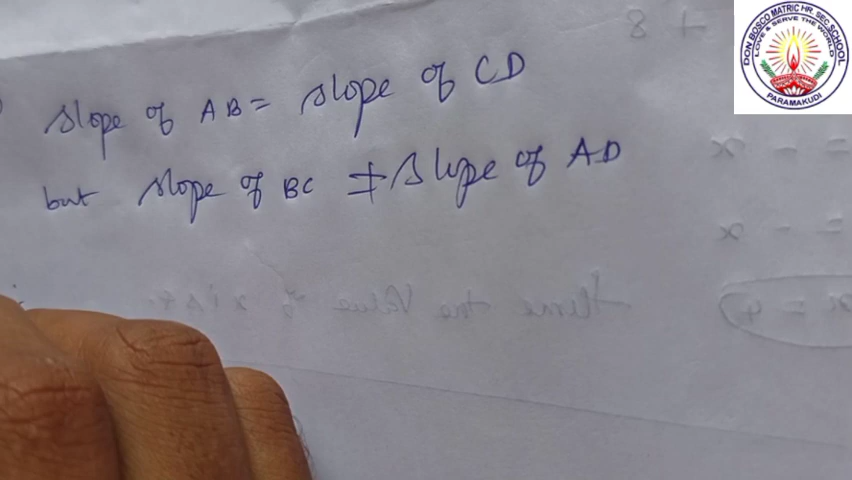 slope of AB = slope of CD
but slope of BC ≠ slope of AD
DON BOSCO MATRIC HR. SEC. SCHOOL
LOVE & SERVE THE WORLD
PARAMAKUDI